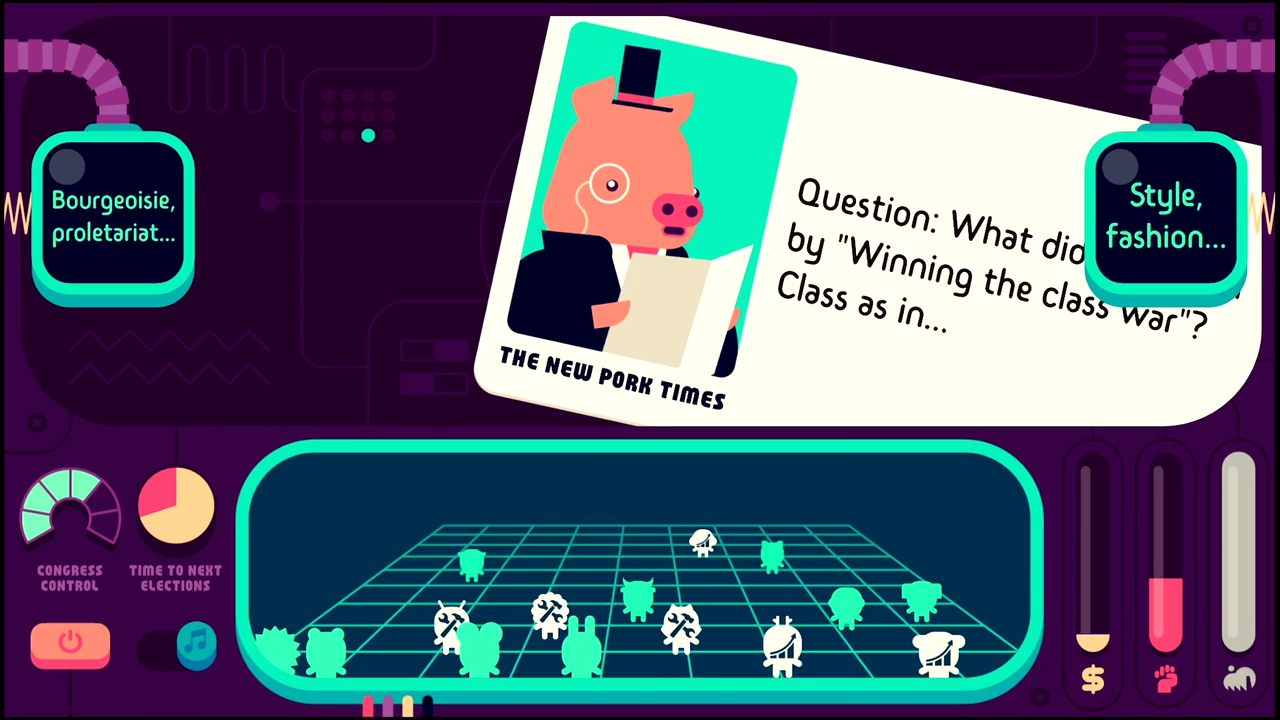 Bourgeoisie,
proletariat...
Question: What did
by "Winning the class war"?
Class as in...
Style,
fashion...
THE NEW PORK TIMES
CONGRESS
CONTROL
TIME TO NEXT
ELECTIONS
$